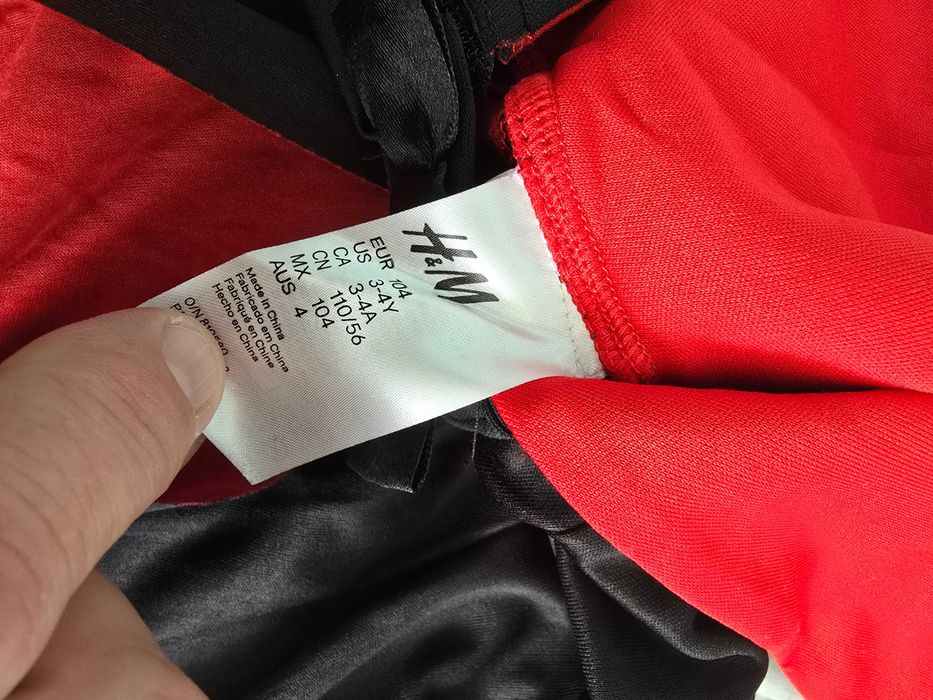 H&M
EUR 104
US 3-4Y
CA 3-4A
CN 110/56
MX 104
AUS 4
Made in China
Fabricado em China
Fabriqué en Chine
Hecho en China
O/N